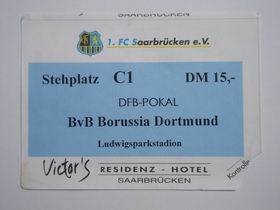 SAARBRÜCKEN
1. FC Saarbrücken e.V.
Stehplatz C1 DM 15,-
DFB-POKAL
BvB Borussia Dortmund
Ludwigsparkstadion
Victor's RESIDENZ - HOTEL
SAARBRÜCKEN
Kontrolle